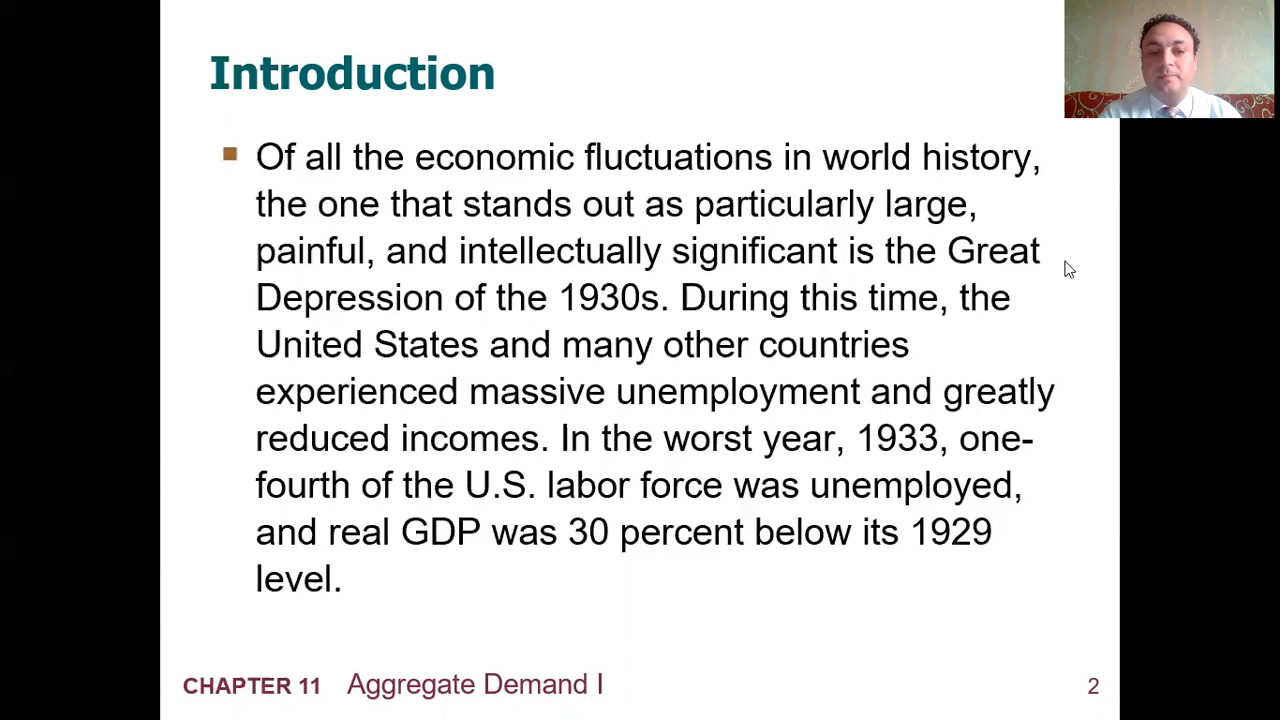 Introduction
Of all the economic fluctuations in world history,
the one that stands out as particularly large,
painful, and intellectually significant is the Great
Depression of the 1930s. During this time, the
United States and many other countries
experienced massive unemployment and greatly
reduced incomes. In the worst year, 1933, one-
fourth of the U.S. labor force was unemployed,
and real GDP was 30 percent below its 1929
level.
CHAPTER 11 Aggregate Demand I 2